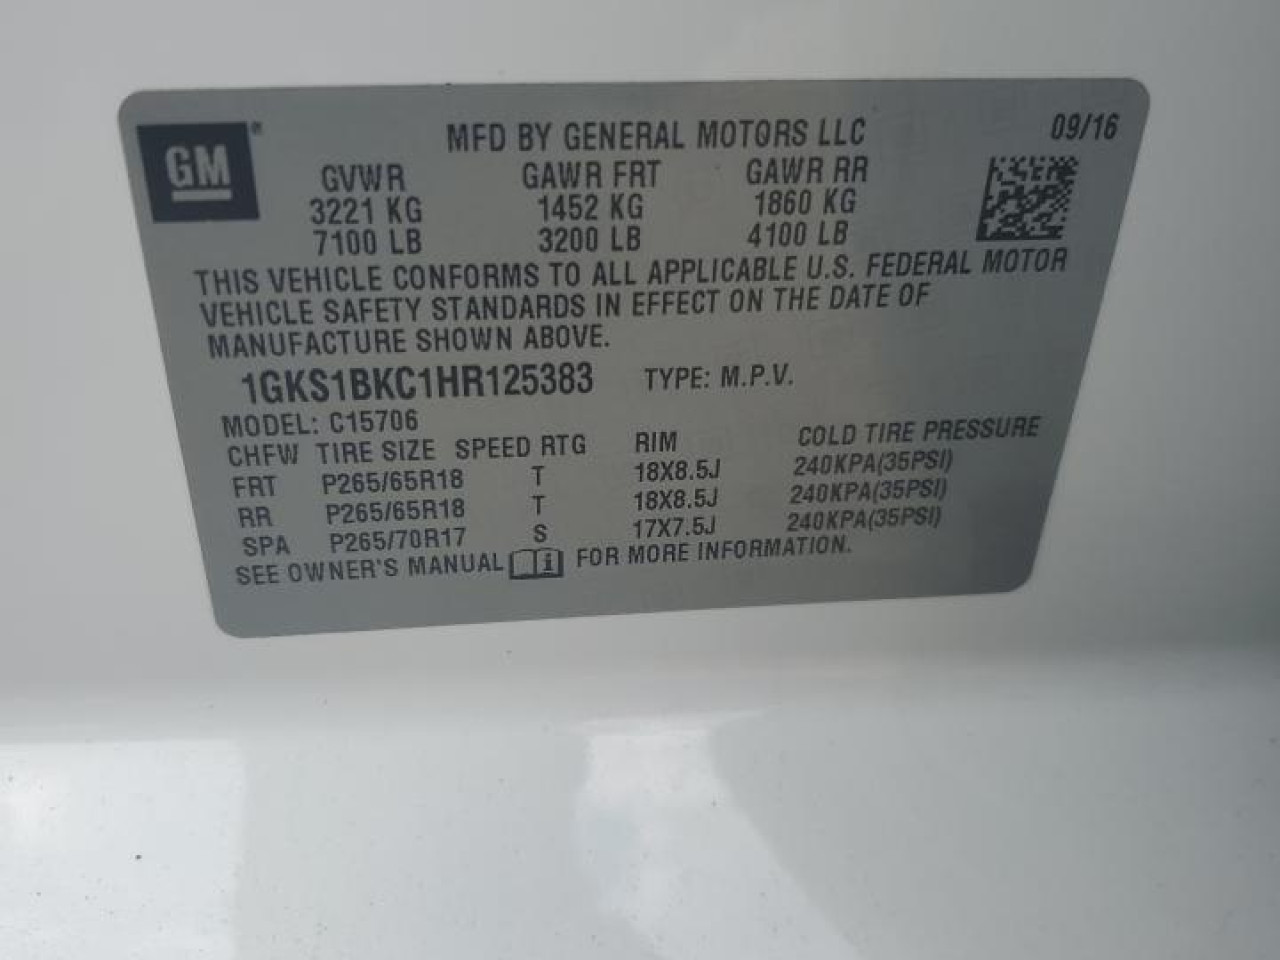 GM
MFD BY GENERAL MOTORS LLC 09/16
GVWR GAWR FRT GAWR RR
3221 KG 1452 KG 1860 KG
7100 LB 3200 LB 4100 LB
THIS VEHICLE CONFORMS TO ALL APPLICABLE U.S. FEDERAL MOTOR
VEHICLE SAFETY STANDARDS IN EFFECT ON THE DATE OF
MANUFACTURE SHOWN ABOVE.
1GKS1BKC1HR125383 TYPE: M.P.V.
MODEL: C15706
CHFW TIRE SIZE SPEED RTG RIM COLD TIRE PRESSURE
FRT P265/65R18 T 18X8.5J 240KPA(35PSI)
RR P265/65R18 T 18X8.5J 240KPA(35PSI)
SPA P265/70R17 S 17X7.5J 240KPA(35PSI)
SEE OWNER'S MANUAL i FOR MORE INFORMATION.